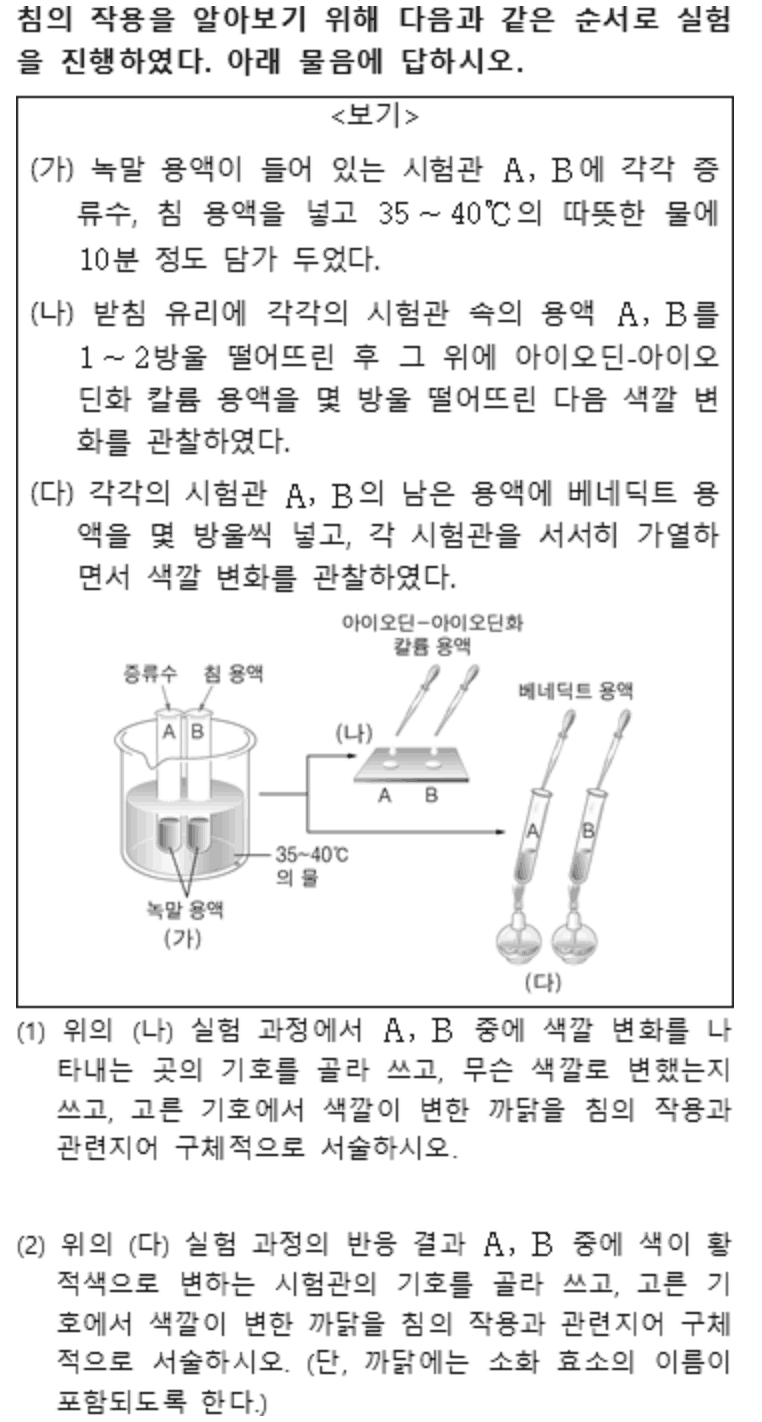 침의 작용을 알아보기 위해 다음과 같은 순서로 실험
을 진행하였다. 아래 물음에 답하시오.
<보기>
(가) 녹말 용액이 들어 있는 시험관 A, B에 각각 증
류수, 침 용액을 넣고 35 ~ 40℃의 따뜻한 물에
10분 정도 담가 두었다.
(나) 받침 유리에 각각의 시험관 속의 용액 A, B를
1 ~ 2방울 떨어뜨린 후 그 위에 아이오딘-아이오
딘화 칼륨 용액을 몇 방울 떨어뜨린 다음 색깔 변
화를 관찰하였다.
(다) 각각의 시험관 A, B의 남은 용액에 베네딕트 용
액을 몇 방울씩 넣고, 각 시험관을 서서히 가열하
면서 색깔 변화를 관찰하였다.
아이오딘-아이오딘화
칼륨 용액
증류수 침 용액
베네딕트 용액
A B
(나)
A B
A B
35~40℃
의 물
녹말 용액
(가)
(다)
(1) 위의 (나) 실험 과정에서 A, B 중에 색깔 변화를 나
타내는 곳의 기호를 골라 쓰고, 무슨 색깔로 변했는지
쓰고, 고른 기호에서 색깔이 변한 까닭을 침의 작용과
관련지어 구체적으로 서술하시오.
(2) 위의 (다) 실험 과정의 반응 결과 A, B 중에 색이 황
적색으로 변하는 시험관의 기호를 골라 쓰고, 고른 기
호에서 색깔이 변한 까닭을 침의 작용과 관련지어 구체
적으로 서술하시오. (단, 까닭에는 소화 효소의 이름이
포함되도록 한다.)